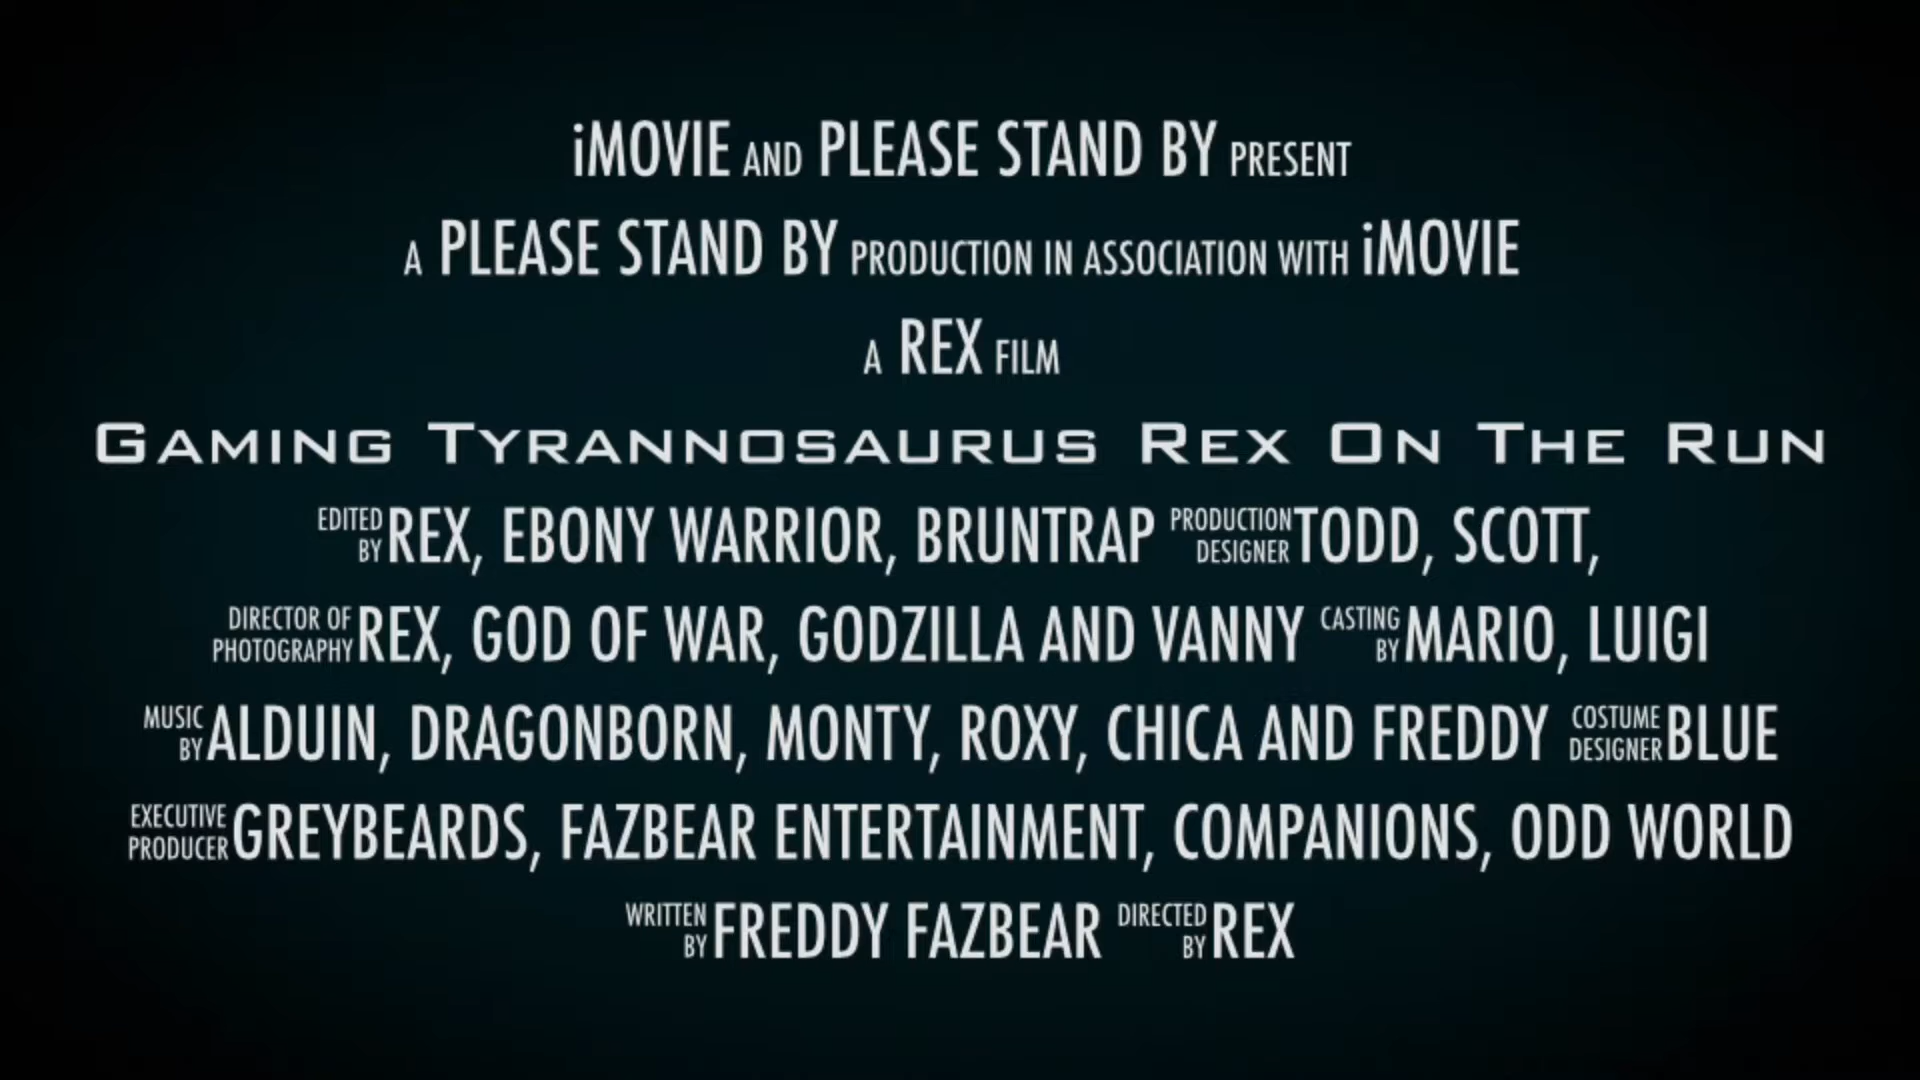 iMOVIE AND PLEASE STAND BY PRESENT
A PLEASE STAND BY PRODUCTION IN ASSOCIATION WITH iMOVIE
A REX FILM
GAMING TYRANNOSAURUS REX ON THE RUN
EDITED BY REX, EBONY WARRIOR, BRUNTRAP PRODUCTION DESIGNER TODD, SCOTT,
DIRECTOR OF PHOTOGRAPHY REX, GOD OF WAR, GODZILLA AND VANNY CASTING BY MARIO, LUIGI
MUSIC BY ALDUIN, DRAGONBORN, MONTY, ROXY, CHICA AND FREDDY COSTUME DESIGNER BLUE
EXECUTIVE PRODUCER GREYBEARDS, FAZBEAR ENTERTAINMENT, COMPANIONS, ODD WORLD
WRITTEN BY FREDDY FAZBEAR DIRECTED BY REX